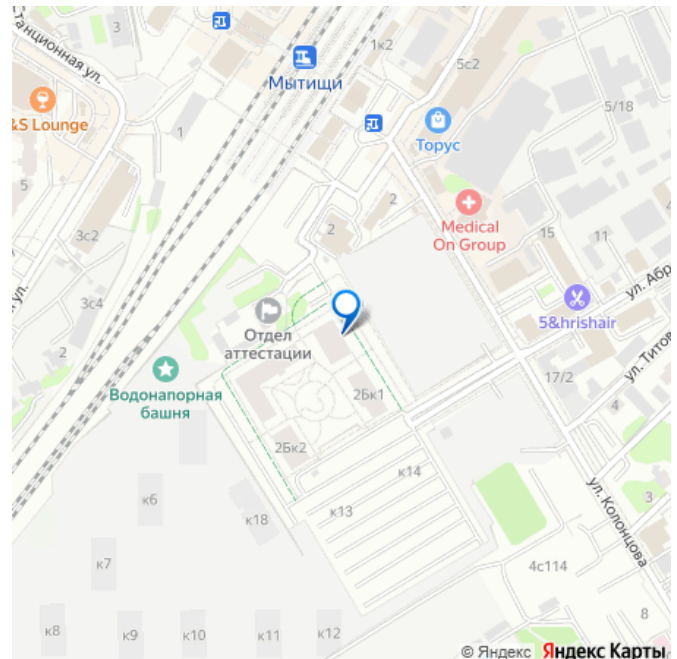 Станционная ул.
3
1к2
5с2
Мытищи
5/18
&S Lounge
1
Торус
5
2
Medical
On Group
3с2
2
15
11
ул.
ул. Абр
3с4
5&hrishair
Отдел
аттестации
2
ул. Титов
Водонапорная
башня
2Бк1
17/2
4
2Бк2
к14
ул. Колонцова
3
к6
к13
к18
к7
4с114
8
к8
к9
к10
к11
к12
© Яндекс Яндекс Карты